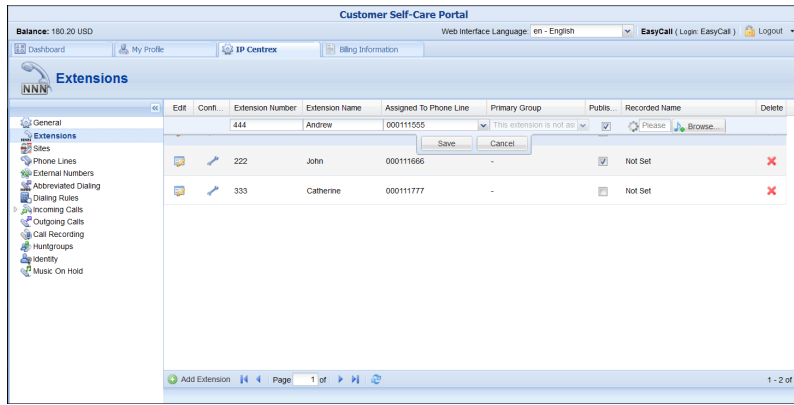 Customer Self-Care Portal
Balance: 180.20 USD Web Interface Language: en - English EasyCall ( Login: EasyCall ) Logout
Dashboard My Profile IP Centrex Billing Information
NNN Extensions
Edit Confi... Extension Number Extension Name Assigned To Phone Line Primary Group Publis... Recorded Name Delete
444 Andrew 000111555 This extension is not as Please Browse...
Save Cancel
222 John 000111666 - Not Set
333 Catherine 000111777 - Not Set
General
Extensions
Sites
Phone Lines
External Numbers
Abbreviated Dialing
Dialing Rules
Incoming Calls
Outgoing Calls
Call Recording
Huntgroups
Identity
Music On Hold
Add Extension Page 1 of 1 - 2 of